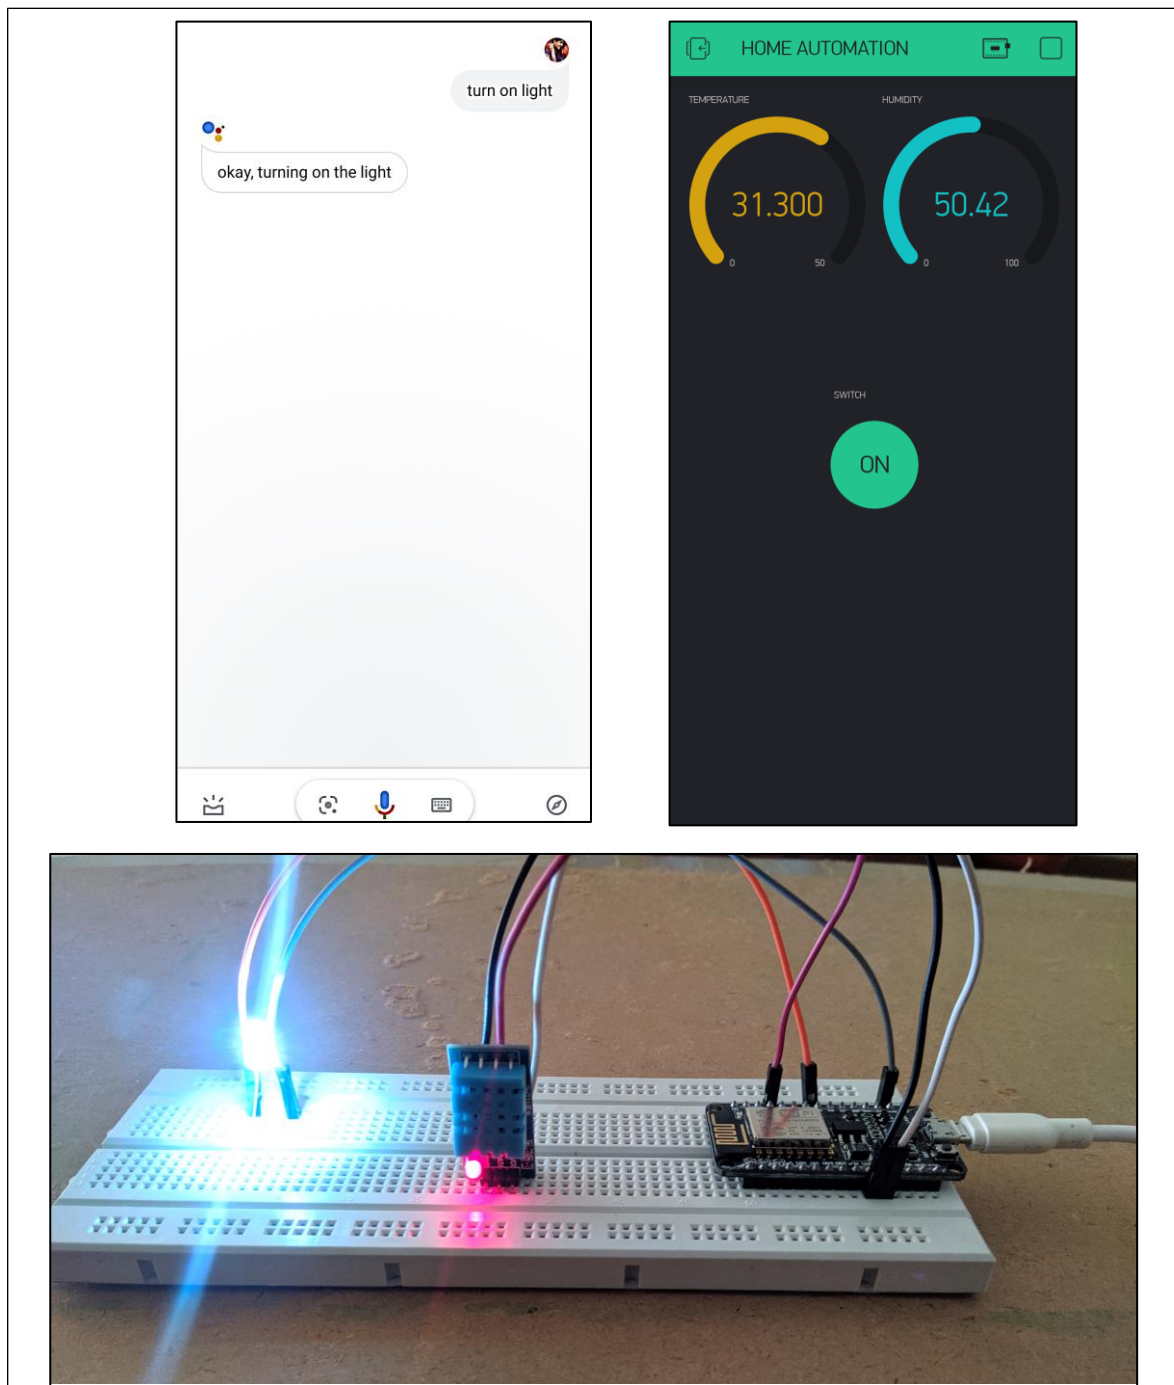 turn on light
okay, turning on the light
HOME AUTOMATION
TEMPERATURE
HUMIDITY
31.300
50.42
0
50
0
100
SWITCH
ON